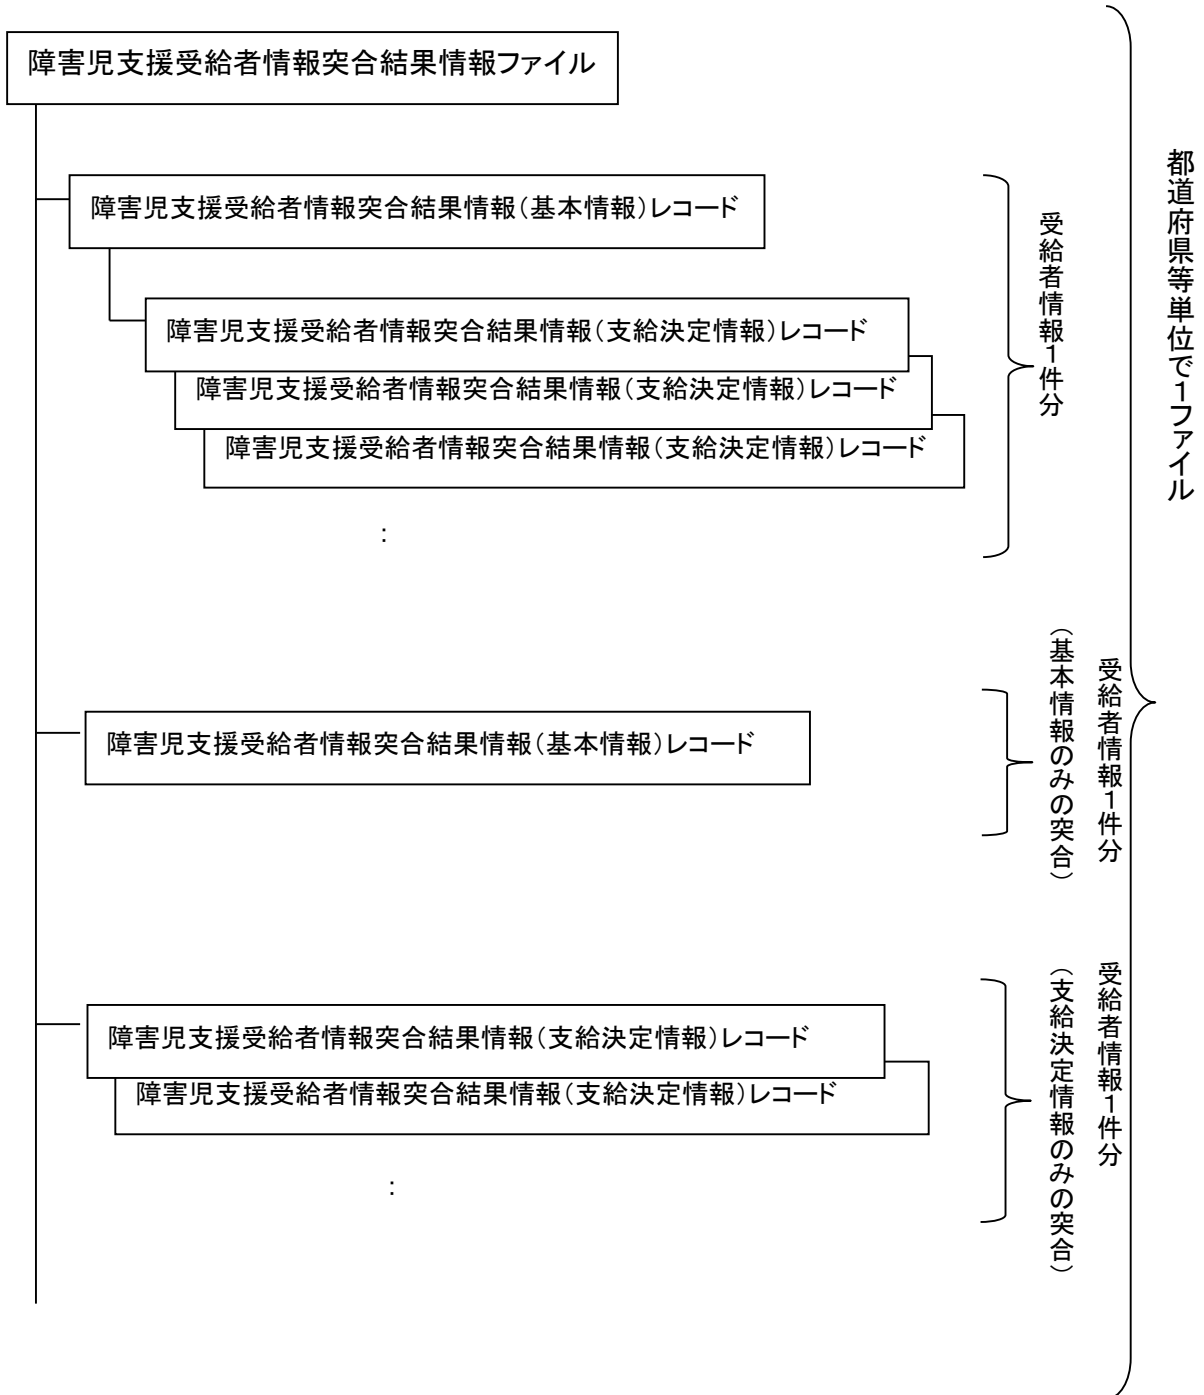 障害児支援受給者情報突合結果情報ファイル
障害児支援受給者情報突合結果情報(基本情報)レコード
障害児支援受給者情報突合結果情報(支給決定情報)レコード
障害児支援受給者情報突合結果情報(支給決定情報)レコード
障害児支援受給者情報突合結果情報(支給決定情報)レコード
:
受給者情報1件分
都道府県等単位で1ファイル
障害児支援受給者情報突合結果情報(基本情報)レコード
受給者情報1件分
(基本情報のみの突合)
障害児支援受給者情報突合結果情報(支給決定情報)レコード
障害児支援受給者情報突合結果情報(支給決定情報)レコード
:
受給者情報1件分
(支給決定情報のみの突合)